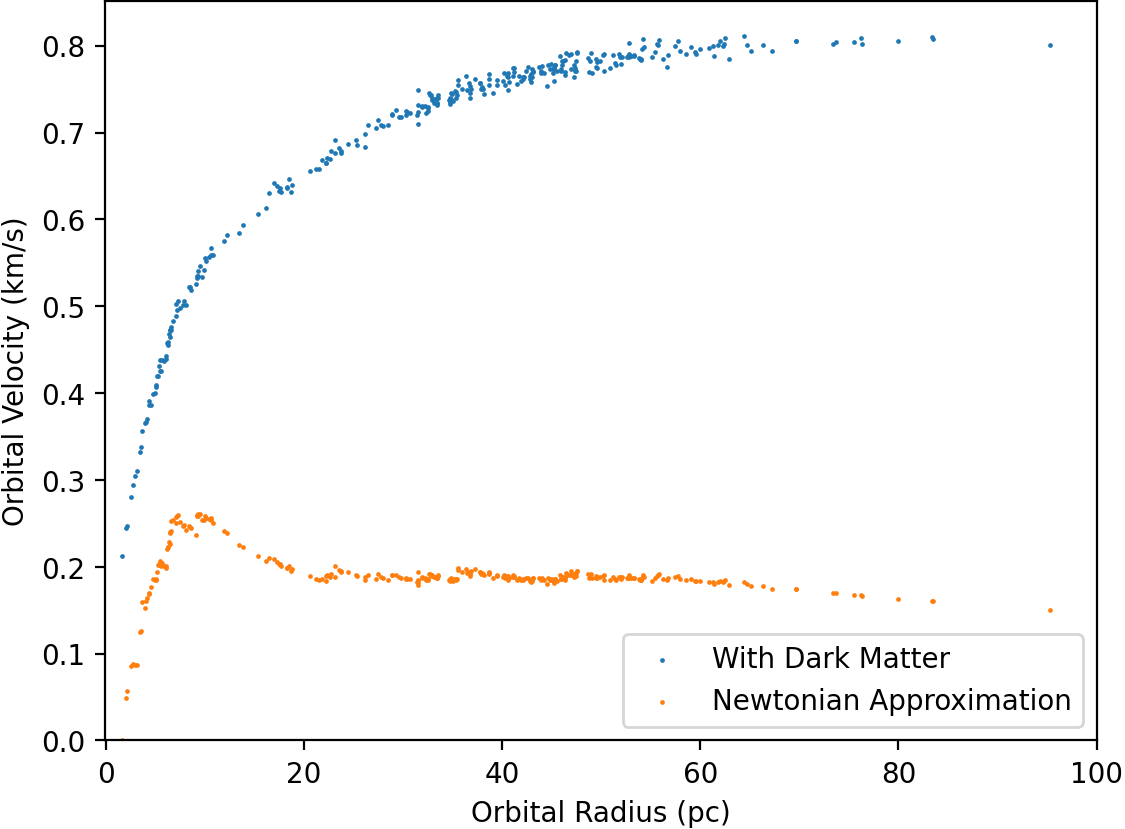 Orbital Velocity (km/s)
0.8
0.7
0.6
0.5
0.4
0.3
0.2
0.1
0.0
With Dark Matter
Newtonian Approximation
0 20 40 60 80 100
Orbital Radius (pc)